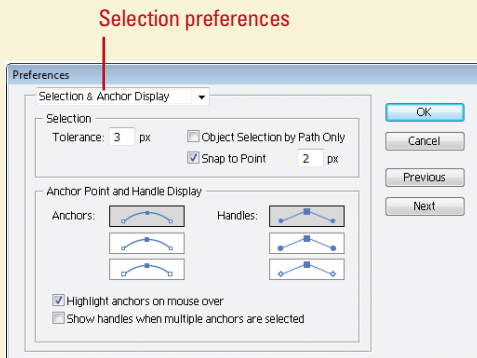 Selection preferences
Preferences
Selection & Anchor Display
Selection
Tolerance: 3 px
Object Selection by Path Only
Snap to Point 2 px
Anchor Point and Handle Display
Anchors:
Handles:
Highlight anchors on mouse over
Show handles when multiple anchors are selected
OK
Cancel
Previous
Next